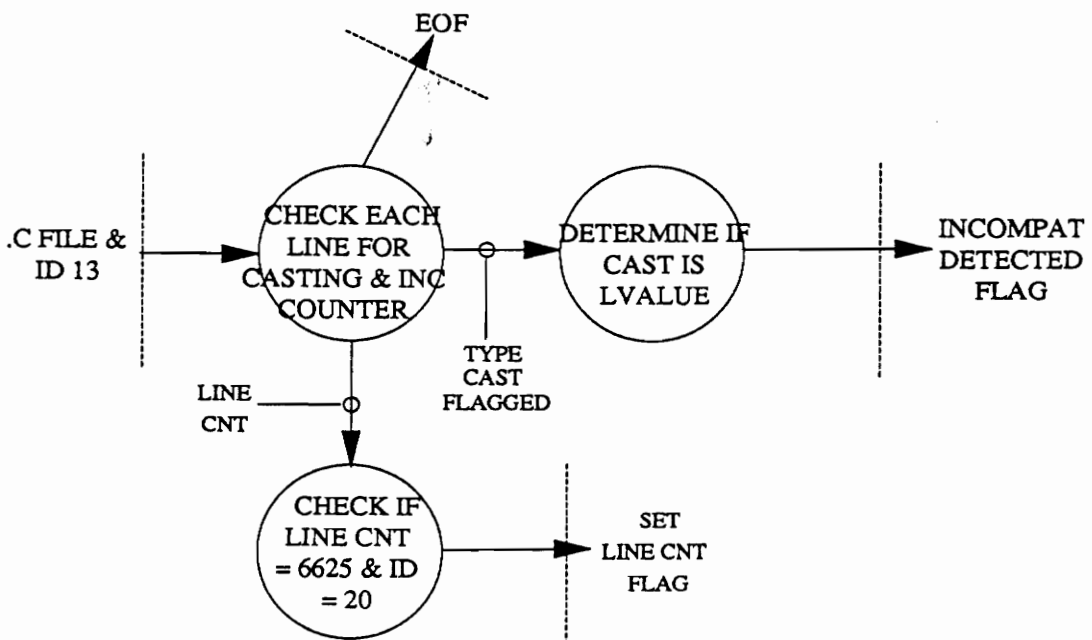 EOF
.C FILE &
ID 13
CHECK EACH
LINE FOR
CASTING & INC
COUNTER
TYPE
CAST
FLAGGED
DETERMINE IF
CAST IS
LVALUE
INCOMPAT
DETECTED
FLAG
LINE
CNT
CHECK IF
LINE CNT
= 6625 & ID
= 20
SET
LINE CNT
FLAG